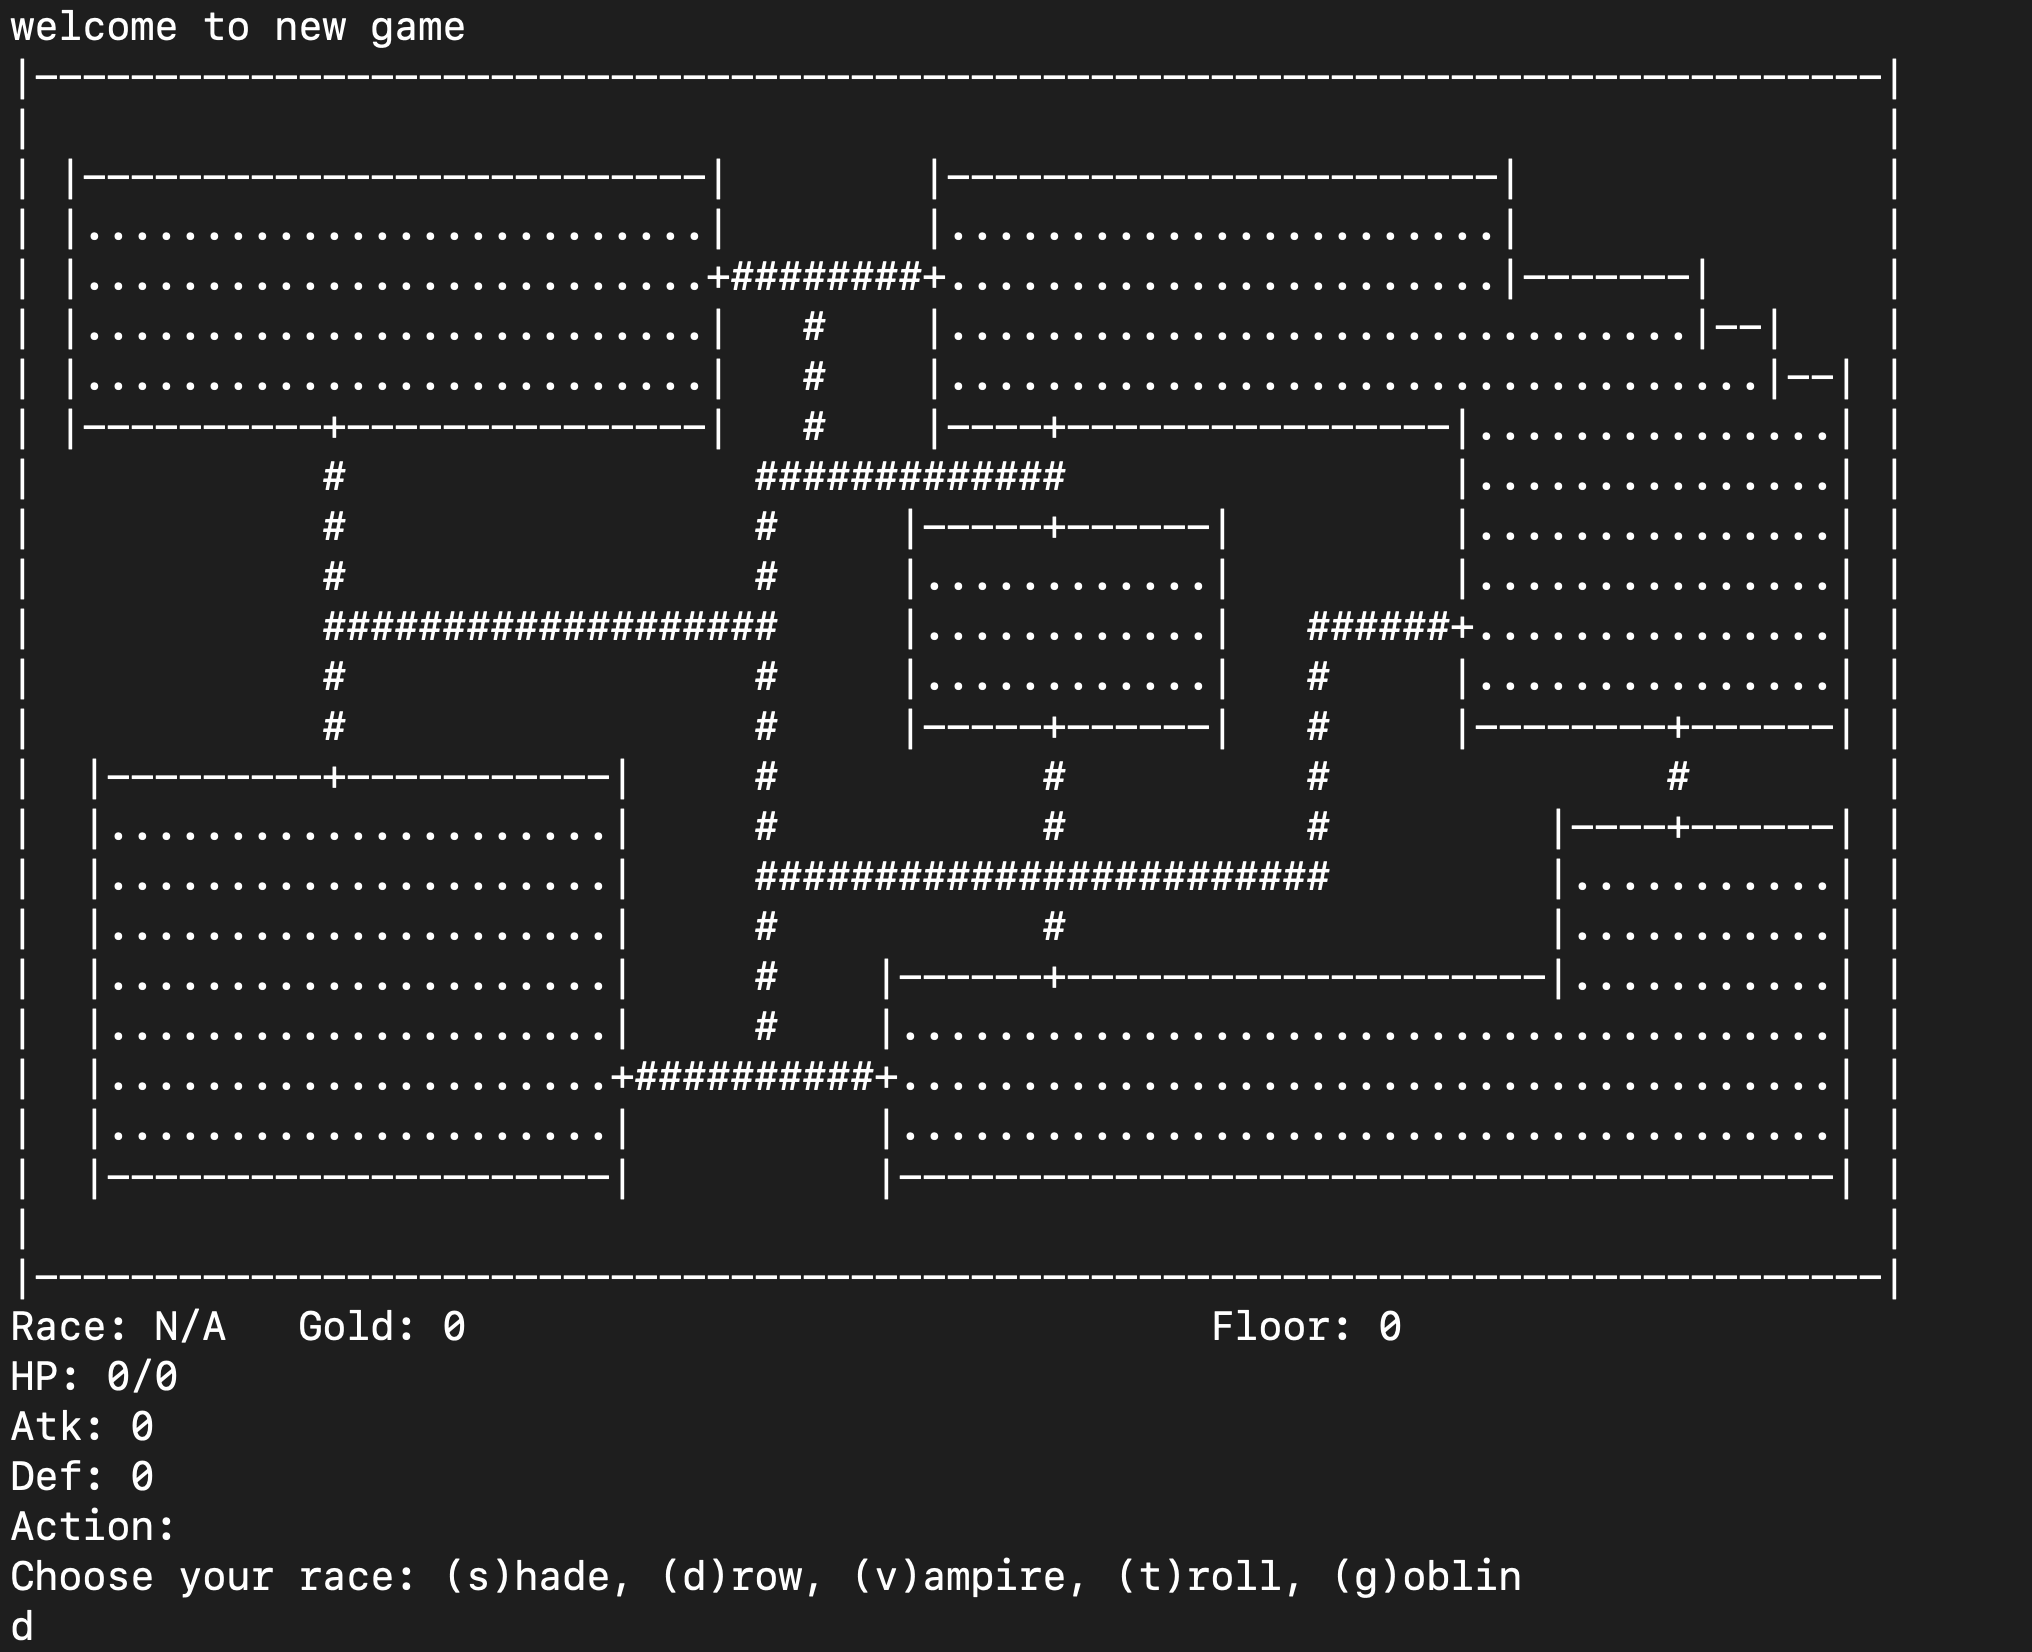 welcome to new game
|-----------------------------------------------------------------------------|
|                                                                             |
| |--------------------------|        |-----------------------|               |
| |..........................|        |.......................|               |
| |..........................+########+.......................|-------|       |
| |..........................|   #    |...............................|--|    |
| |..........................|   #    |..................................|--| |
| |----------+---------------|   #    |----+----------------|...............| |
|            #                 #############                |...............| |
|            #                 #     |-----+------|         |...............| |
|            #                 #     |............|         |...............| |
|            ###################     |............|   ######+...............| |
|            #                 #     |............|   #     |...............| |
|            #                 #     |-----+------|   #     |--------+------| |
|  |---------+-----------|     #           #          #              #        |
|  |.....................|     #           #          #         |----+------| |
|  |.....................|     ########################         |...........| |
|  |.....................|     #           #                    |...........| |
|  |.....................|     #    |------+--------------------|...........| |
|  |.....................|     #    |.......................................| |
|  |.....................+##########+.......................................| |
|  |.....................|          |.......................................| |
|  |---------------------|          |---------------------------------------| |
|                                                                             |
|-----------------------------------------------------------------------------|
Race: N/A   Gold: 0                               Floor: 0
HP: 0/0
Atk: 0
Def: 0
Action:
Choose your race: (s)hade, (d)row, (v)ampire, (t)roll, (g)oblin
d